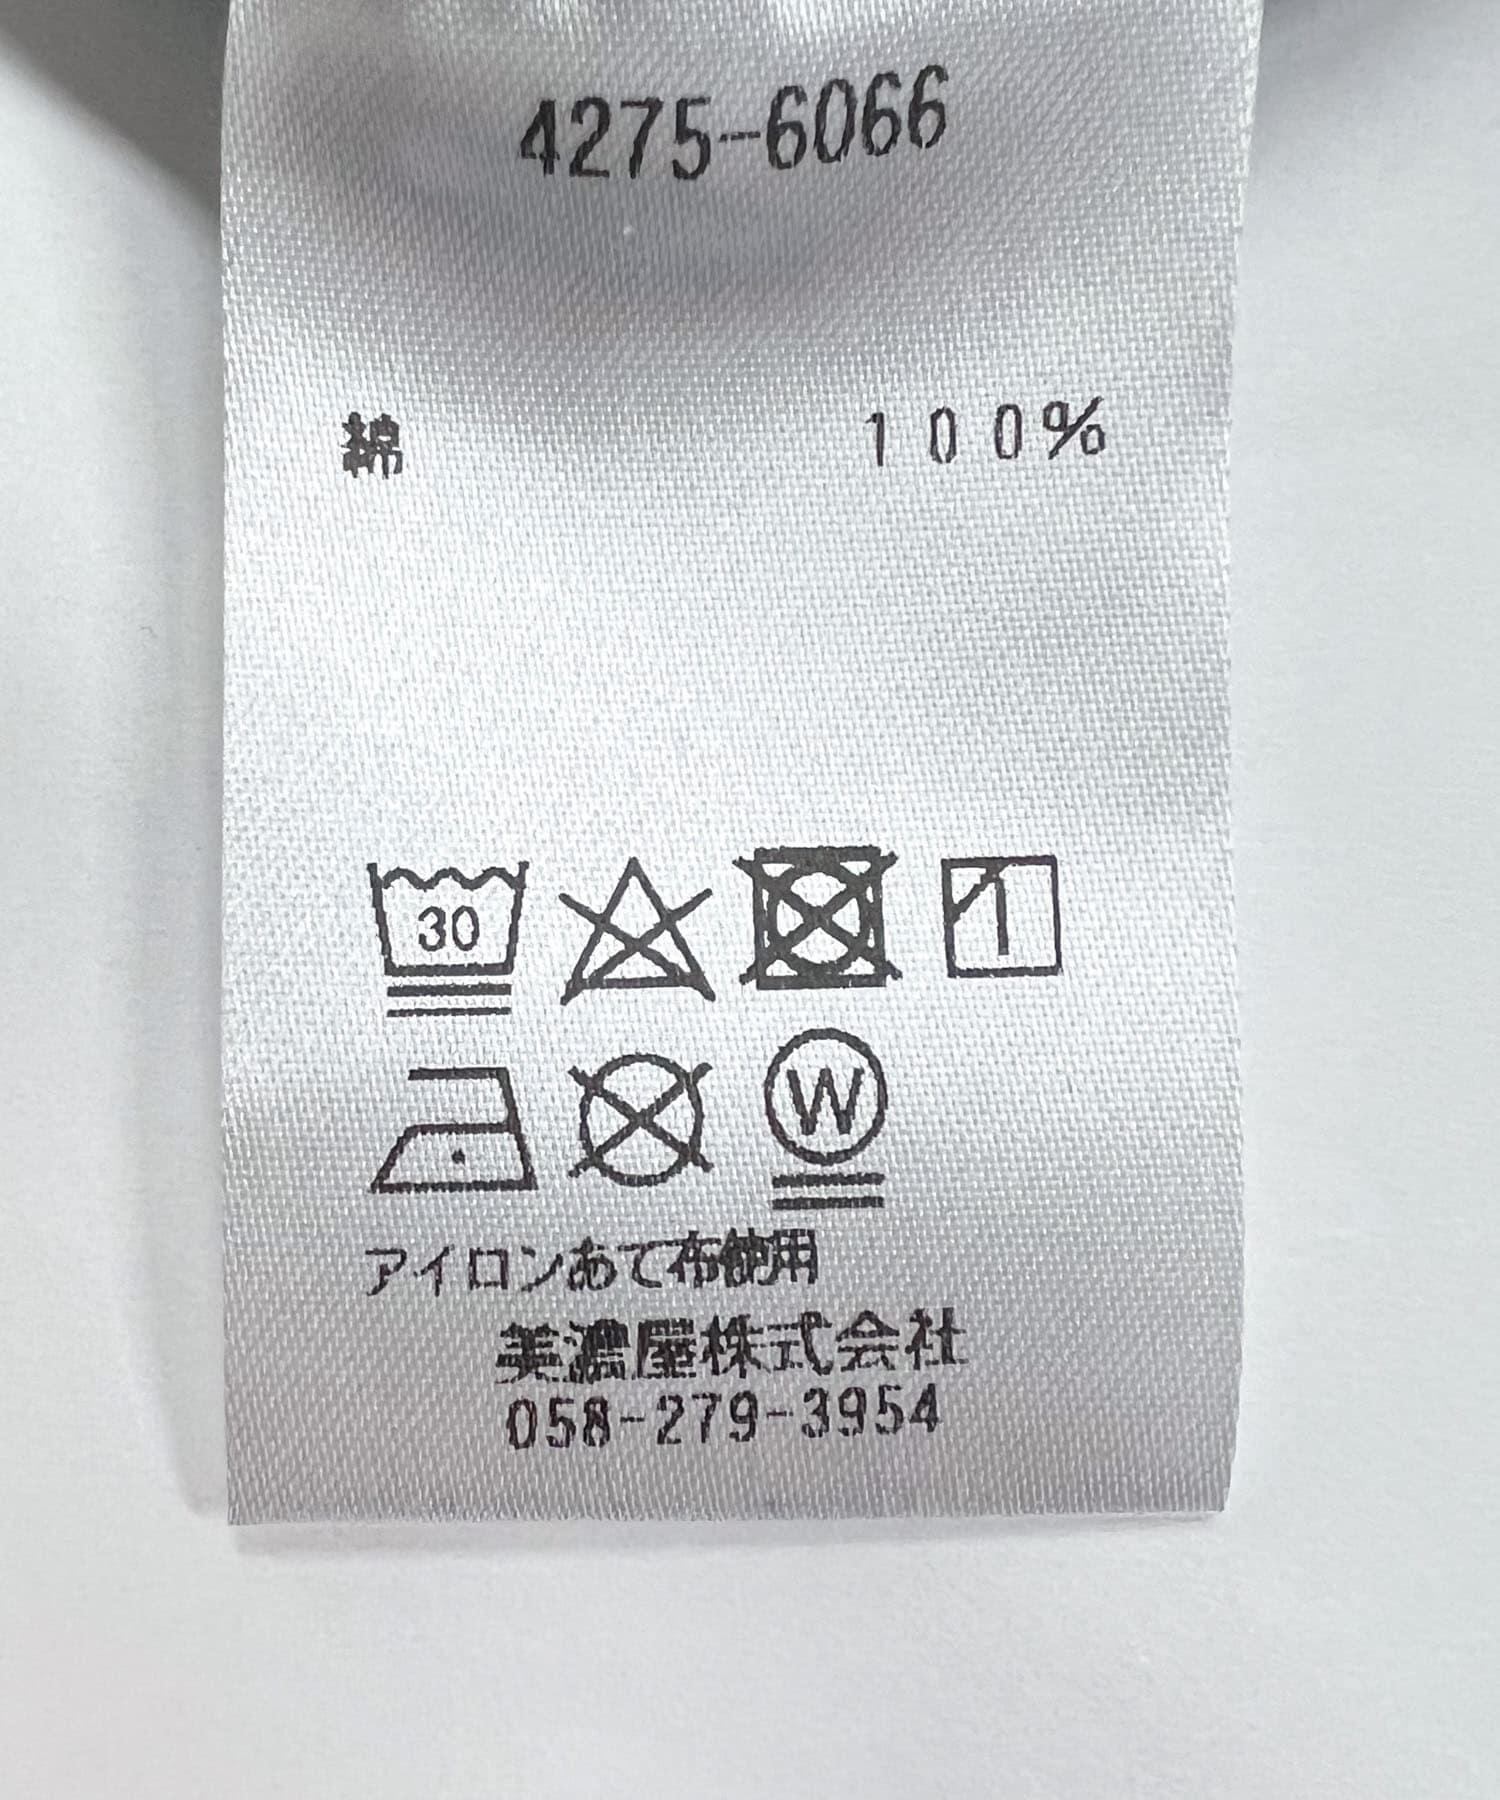 4275-6066
綿 100%
30
W
アイロンあて布使用
美濃屋株式会社
058-279-3954